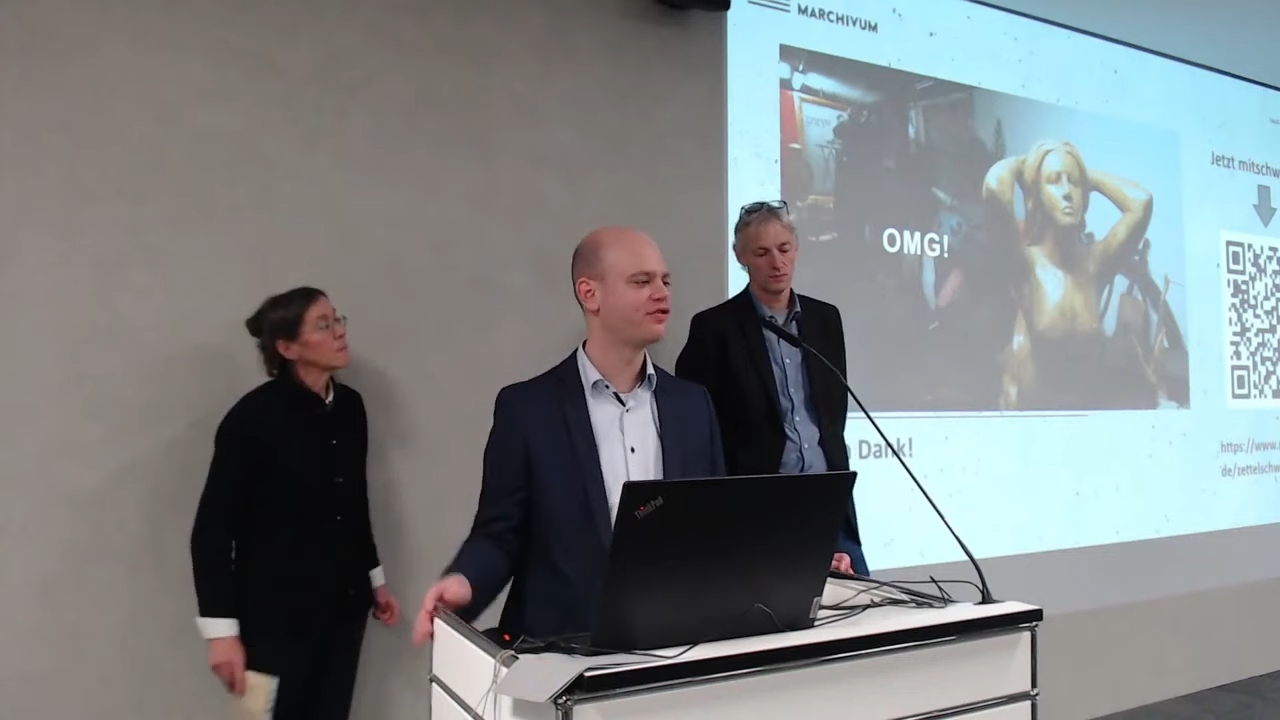 MARCHIVUM
Jetzt mitschw
OMG!
Dank!
https://www.
de/zettelschw
ThinkPad